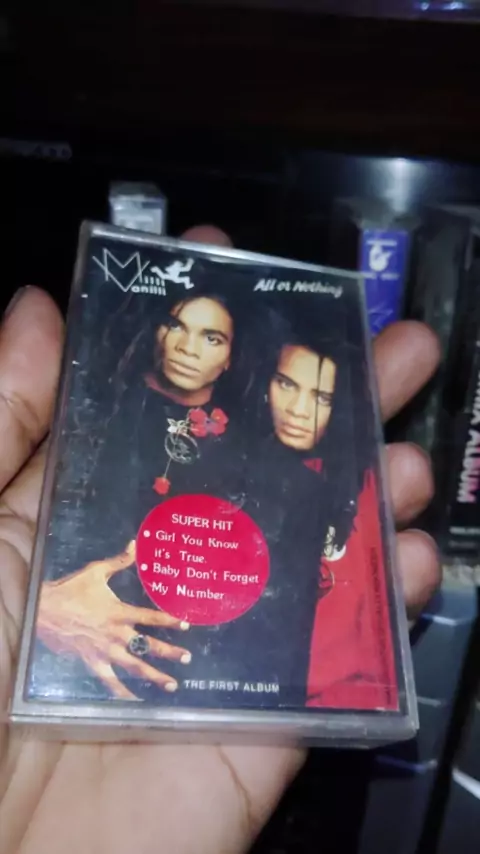 Milli
Vanilli
All or Nothing
SUPER HIT
• Girl You Know
it's True.
• Baby Don't Forget
My Number
THE FIRST ALBUM
ALBUM